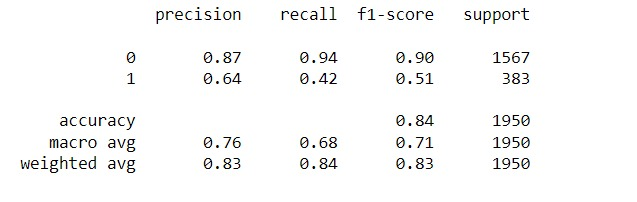 precision recall f1-score support
0 0.87 0.94 0.90 1567
1 0.64 0.42 0.51 383
accuracy 0.84 1950
macro avg 0.76 0.68 0.71 1950
weighted avg 0.83 0.84 0.83 1950